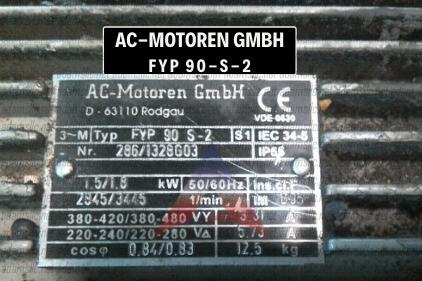 AC-MOTOREN GMBH
FYP 90-S-2
AC-Motoren GmbH
CE
D - 63110 Rodgau
VDE 0530
3~M Typ FYP 90 S-2 S1 IEC 34-5
Nr. 286/1328603 IP55
1.5/1.8 kW 50/60Hz Ins.cl.F
2845/3445 1/min
380-420/380-480 VY 3.31 A
220-240/220-280 V∆ 5.73 A
cosφ 0.84/0.83 12.5 kg